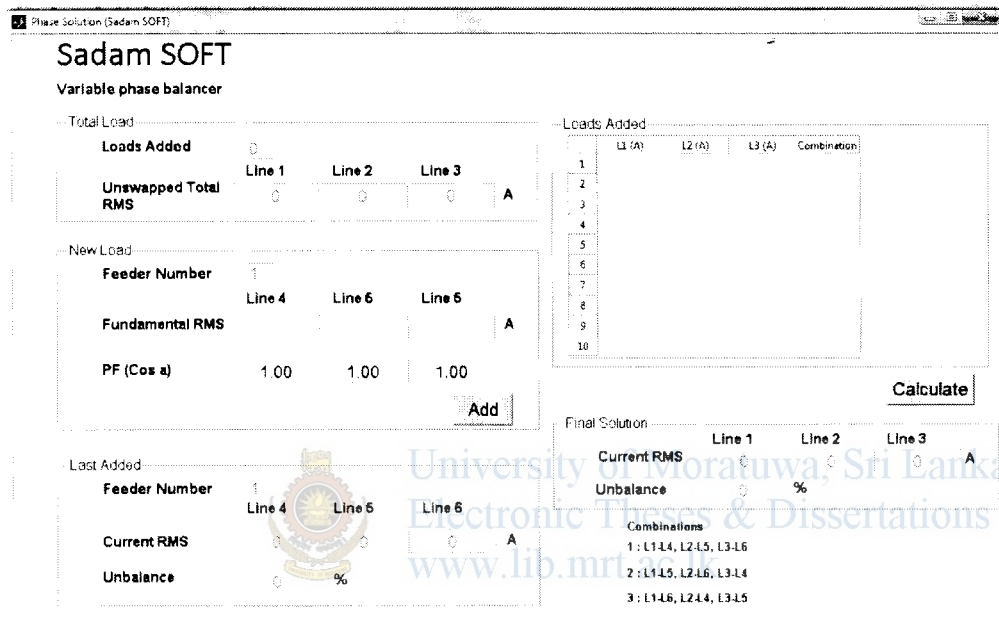 Phase Solution (Sadam SOFT)
Sadam SOFT
Variable phase balancer
Total Load
Loads Added 0
Line 1 Line 2 Line 3
Unswapped Total RMS 0 0 0 A
New Load
Feeder Number 1
Line 4 Line 5 Line 6
Fundamental RMS A
PF (Cos a) 1.00 1.00 1.00
Add
Last Added
Feeder Number 1
Line 4 Line 5 Line 6
Current RMS 0 0 0 A
Unbalance 0 %
Loads Added
L1 (A) L2 (A) L3 (A) Combination
1
2
3
4
5
6
7
8
9
10
Calculate
Final Solution
Line 1 Line 2 Line 3
Current RMS 0 0 0 A
Unbalance 0 %
Combinations
1 : L1-L4, L2-L5, L3-L6
2 : L1-L5, L2-L6, L3-L4
3 : L1-L6, L2-L4, L3-L5
University of Moratuwa, Sri Lanka
Electronic Theses & Dissertations
www.lib.mrt.ac.lk